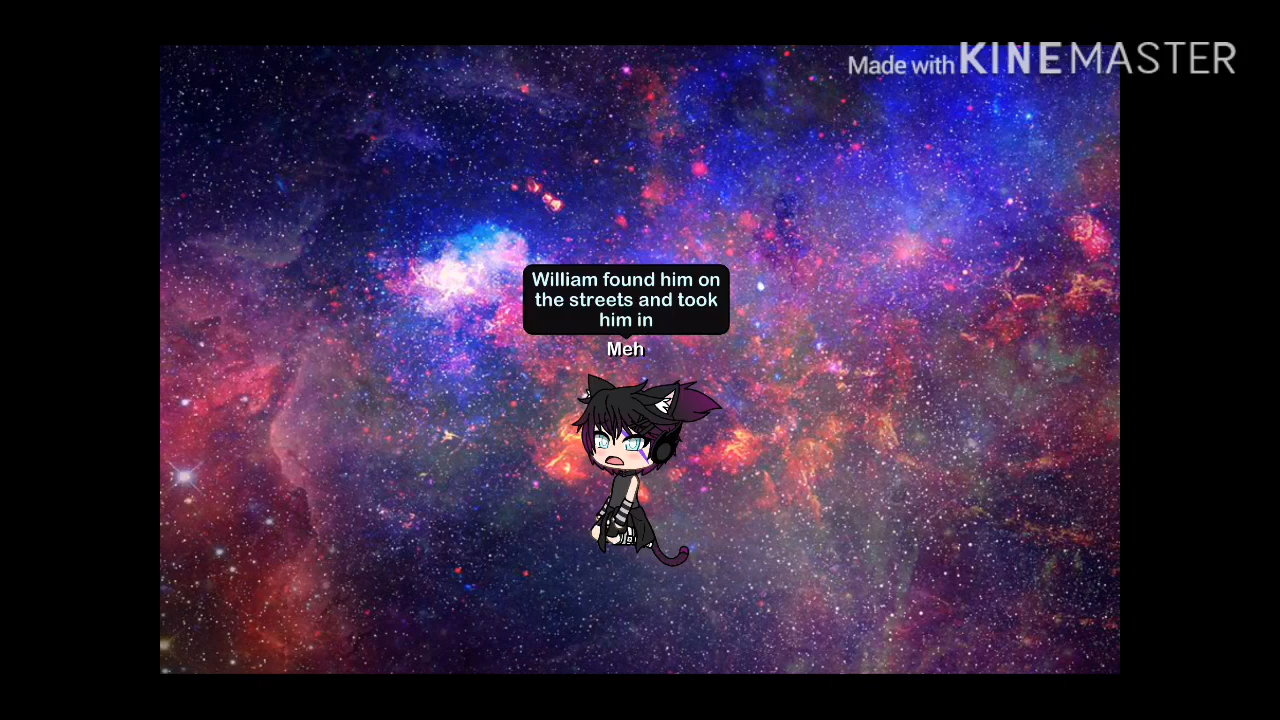 Made with KINEMASTER
William found him on
the streets and took
him in
Meh